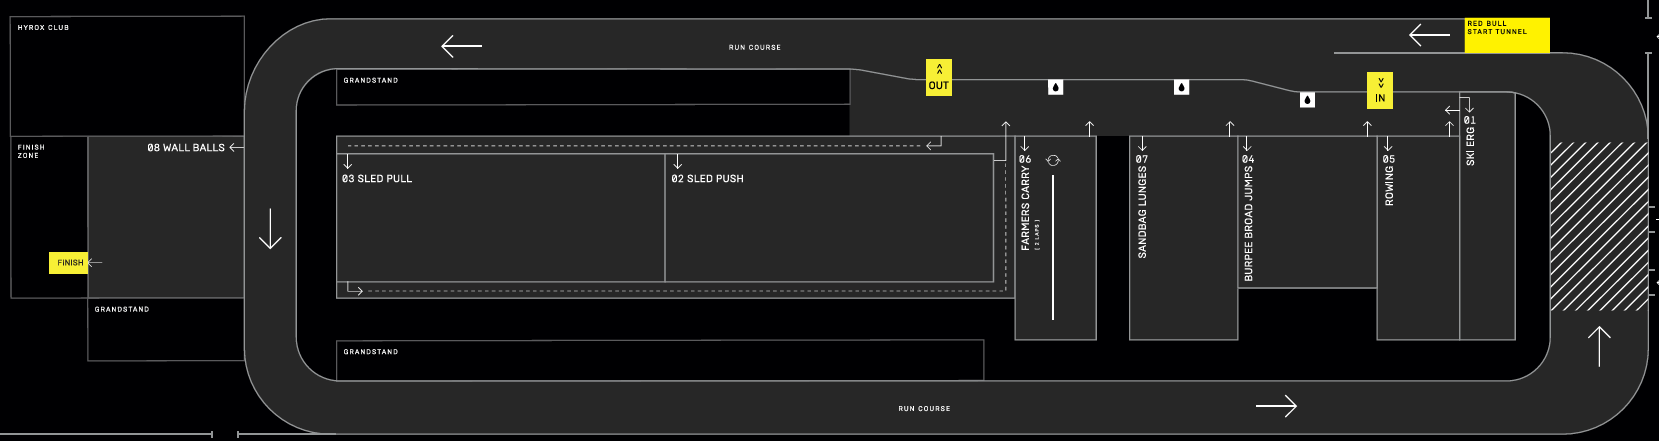 HYROX CLUB
RED BULL
START TUNNEL
RUN COURSE
GRANDSTAND
OUT
IN
01
SKI ERG
FINISH
ZONE
08 WALL BALLS
03 SLED PULL
02 SLED PUSH
06
FARMERS CARRY
[ 2 LAPS ]
07
SANDBAG LUNGES
04
BURPEE BROAD JUMPS
05
ROWING
FINISH
GRANDSTAND
GRANDSTAND
RUN COURSE